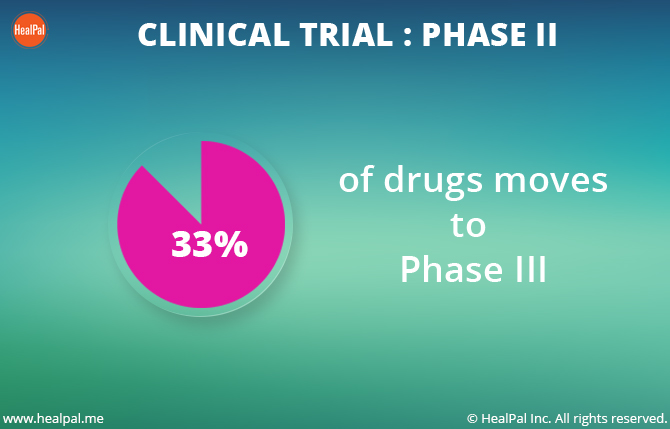 HealPal
CLINICAL TRIAL : PHASE II
33%
of drugs moves
to
Phase III
www.healpal.me
© HealPal Inc. All rights reserved.